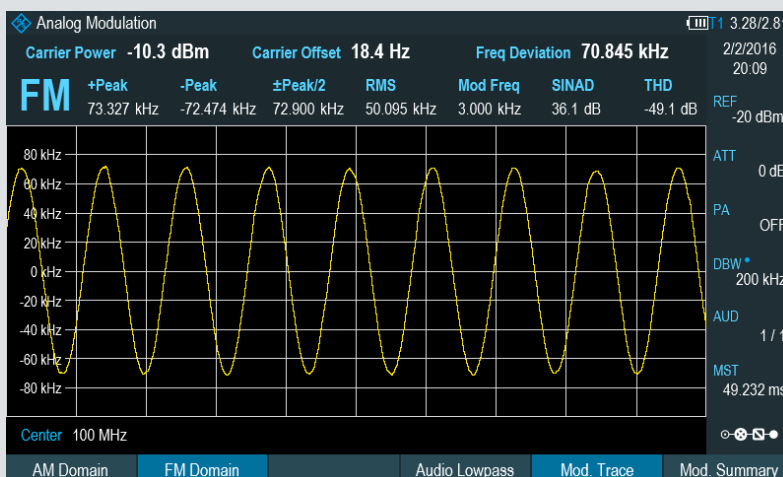 Analog Modulation T1 3.28/2.8
Carrier Power -10.3 dBm Carrier Offset 18.4 Hz Freq Deviation 70.845 kHz 2/2/2016
20:09
FM +Peak -Peak ±Peak/2 RMS Mod Freq SINAD THD
73.327 kHz -72.474 kHz 72.900 kHz 50.095 kHz 3.000 kHz 36.1 dB -49.1 dB
REF
-20 dBm
80 kHz
60 kHz
40 kHz
20 kHz
0 kHz
-20 kHz
-40 kHz
-60 kHz
-80 kHz
ATT
0 dB
PA
OFF
DBW
200 kHz
AUD
1 / 1
MST
49.232 ms
Center 100 MHz
AM Domain FM Domain Audio Lowpass Mod. Trace Mod. Summary